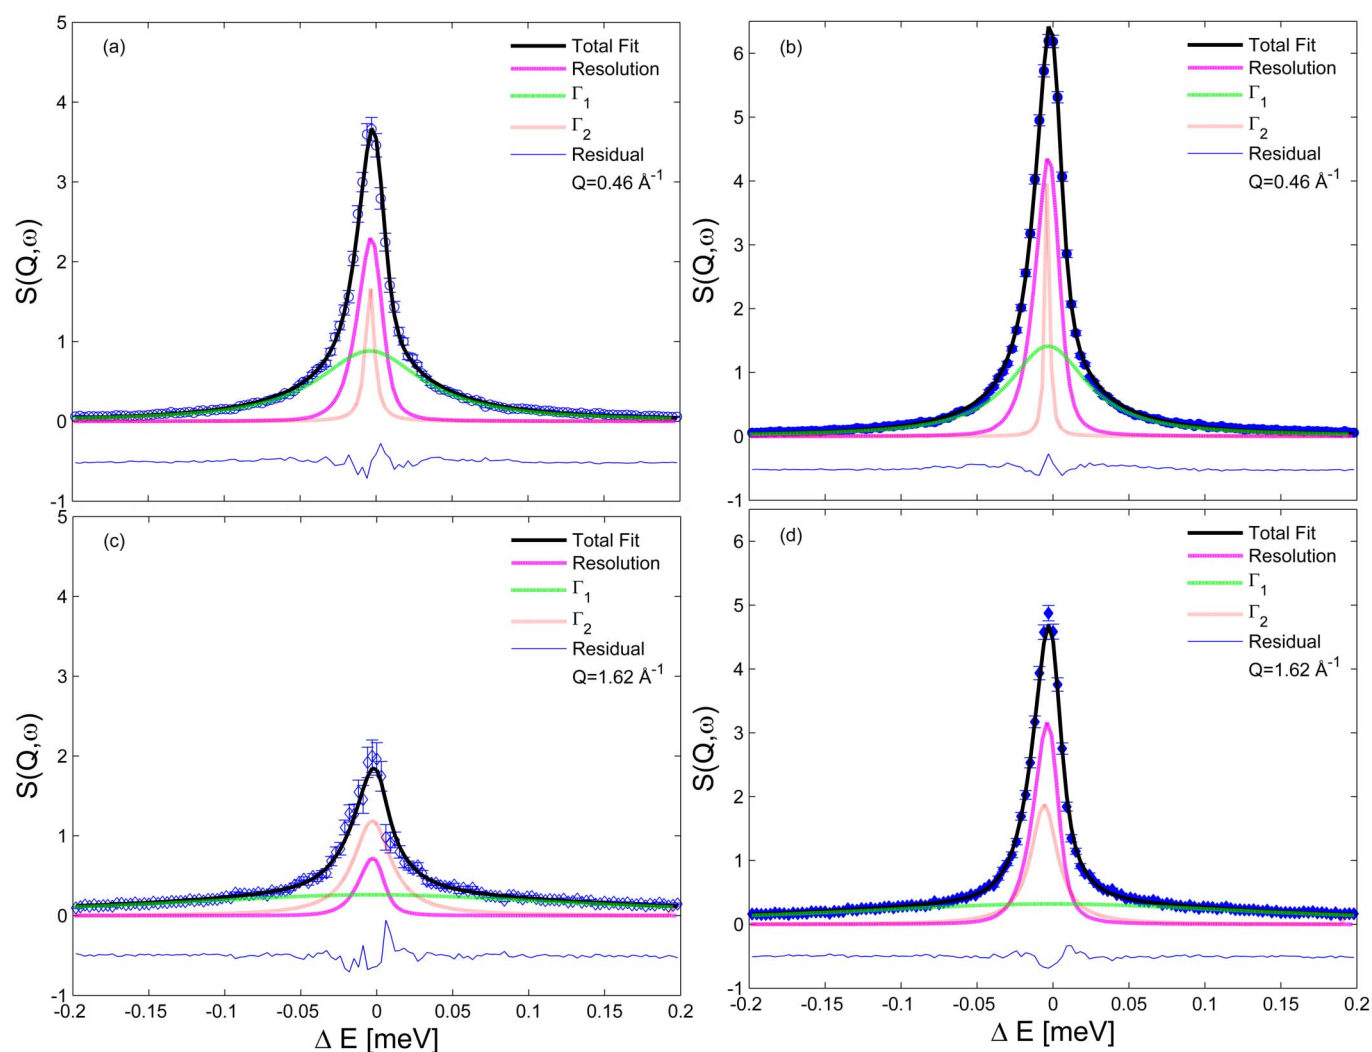 (a)
Total Fit
Resolution
Γ1
Γ2
Residual
Q=0.46 Å-1
S(Q,ω)
5
4
3
2
1
0
-1
(b)
Total Fit
Resolution
Γ1
Γ2
Residual
Q=0.46 Å-1
S(Q,ω)
6
5
4
3
2
1
0
-1
(c)
Total Fit
Resolution
Γ1
Γ2
Residual
Q=1.62 Å-1
S(Q,ω)
5
4
3
2
1
0
-1
-0.2 -0.15 -0.1 -0.05 0 0.05 0.1 0.15 0.2
Δ E [meV]
(d)
Total Fit
Resolution
Γ1
Γ2
Residual
Q=1.62 Å-1
S(Q,ω)
6
5
4
3
2
1
0
-1
-0.2 -0.15 -0.1 -0.05 0 0.05 0.1 0.15 0.2
Δ E [meV]